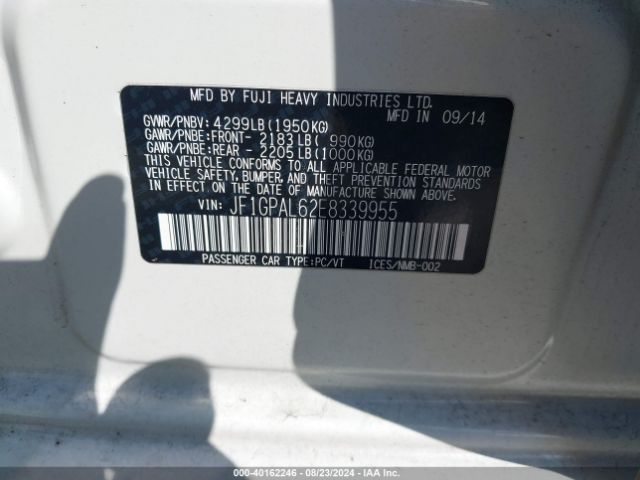 MFD BY FUJI HEAVY INDUSTRIES LTD.
GVWR/PNBV: 4299LB(1950KG) MFD IN 09/14
GAWR/PNBE:FRONT- 2183LB( 990KG)
GAWR/PNBE:REAR - 2205LB(1000KG)
THIS VEHICLE CONFORMS TO ALL APPLICABLE FEDERAL MOTOR
VEHICLE SAFETY, BUMPER, AND THEFT PREVENTION STANDARDS
IN EFFECT ON THE DATE OF MANUFACTURE SHOWN ABOVE.
VIN: JF1GPAL62E8339955
PASSENGER CAR TYPE:PC/VT ICES/NMB-002
000-40162246 - 08/23/2024 - IAA Inc.